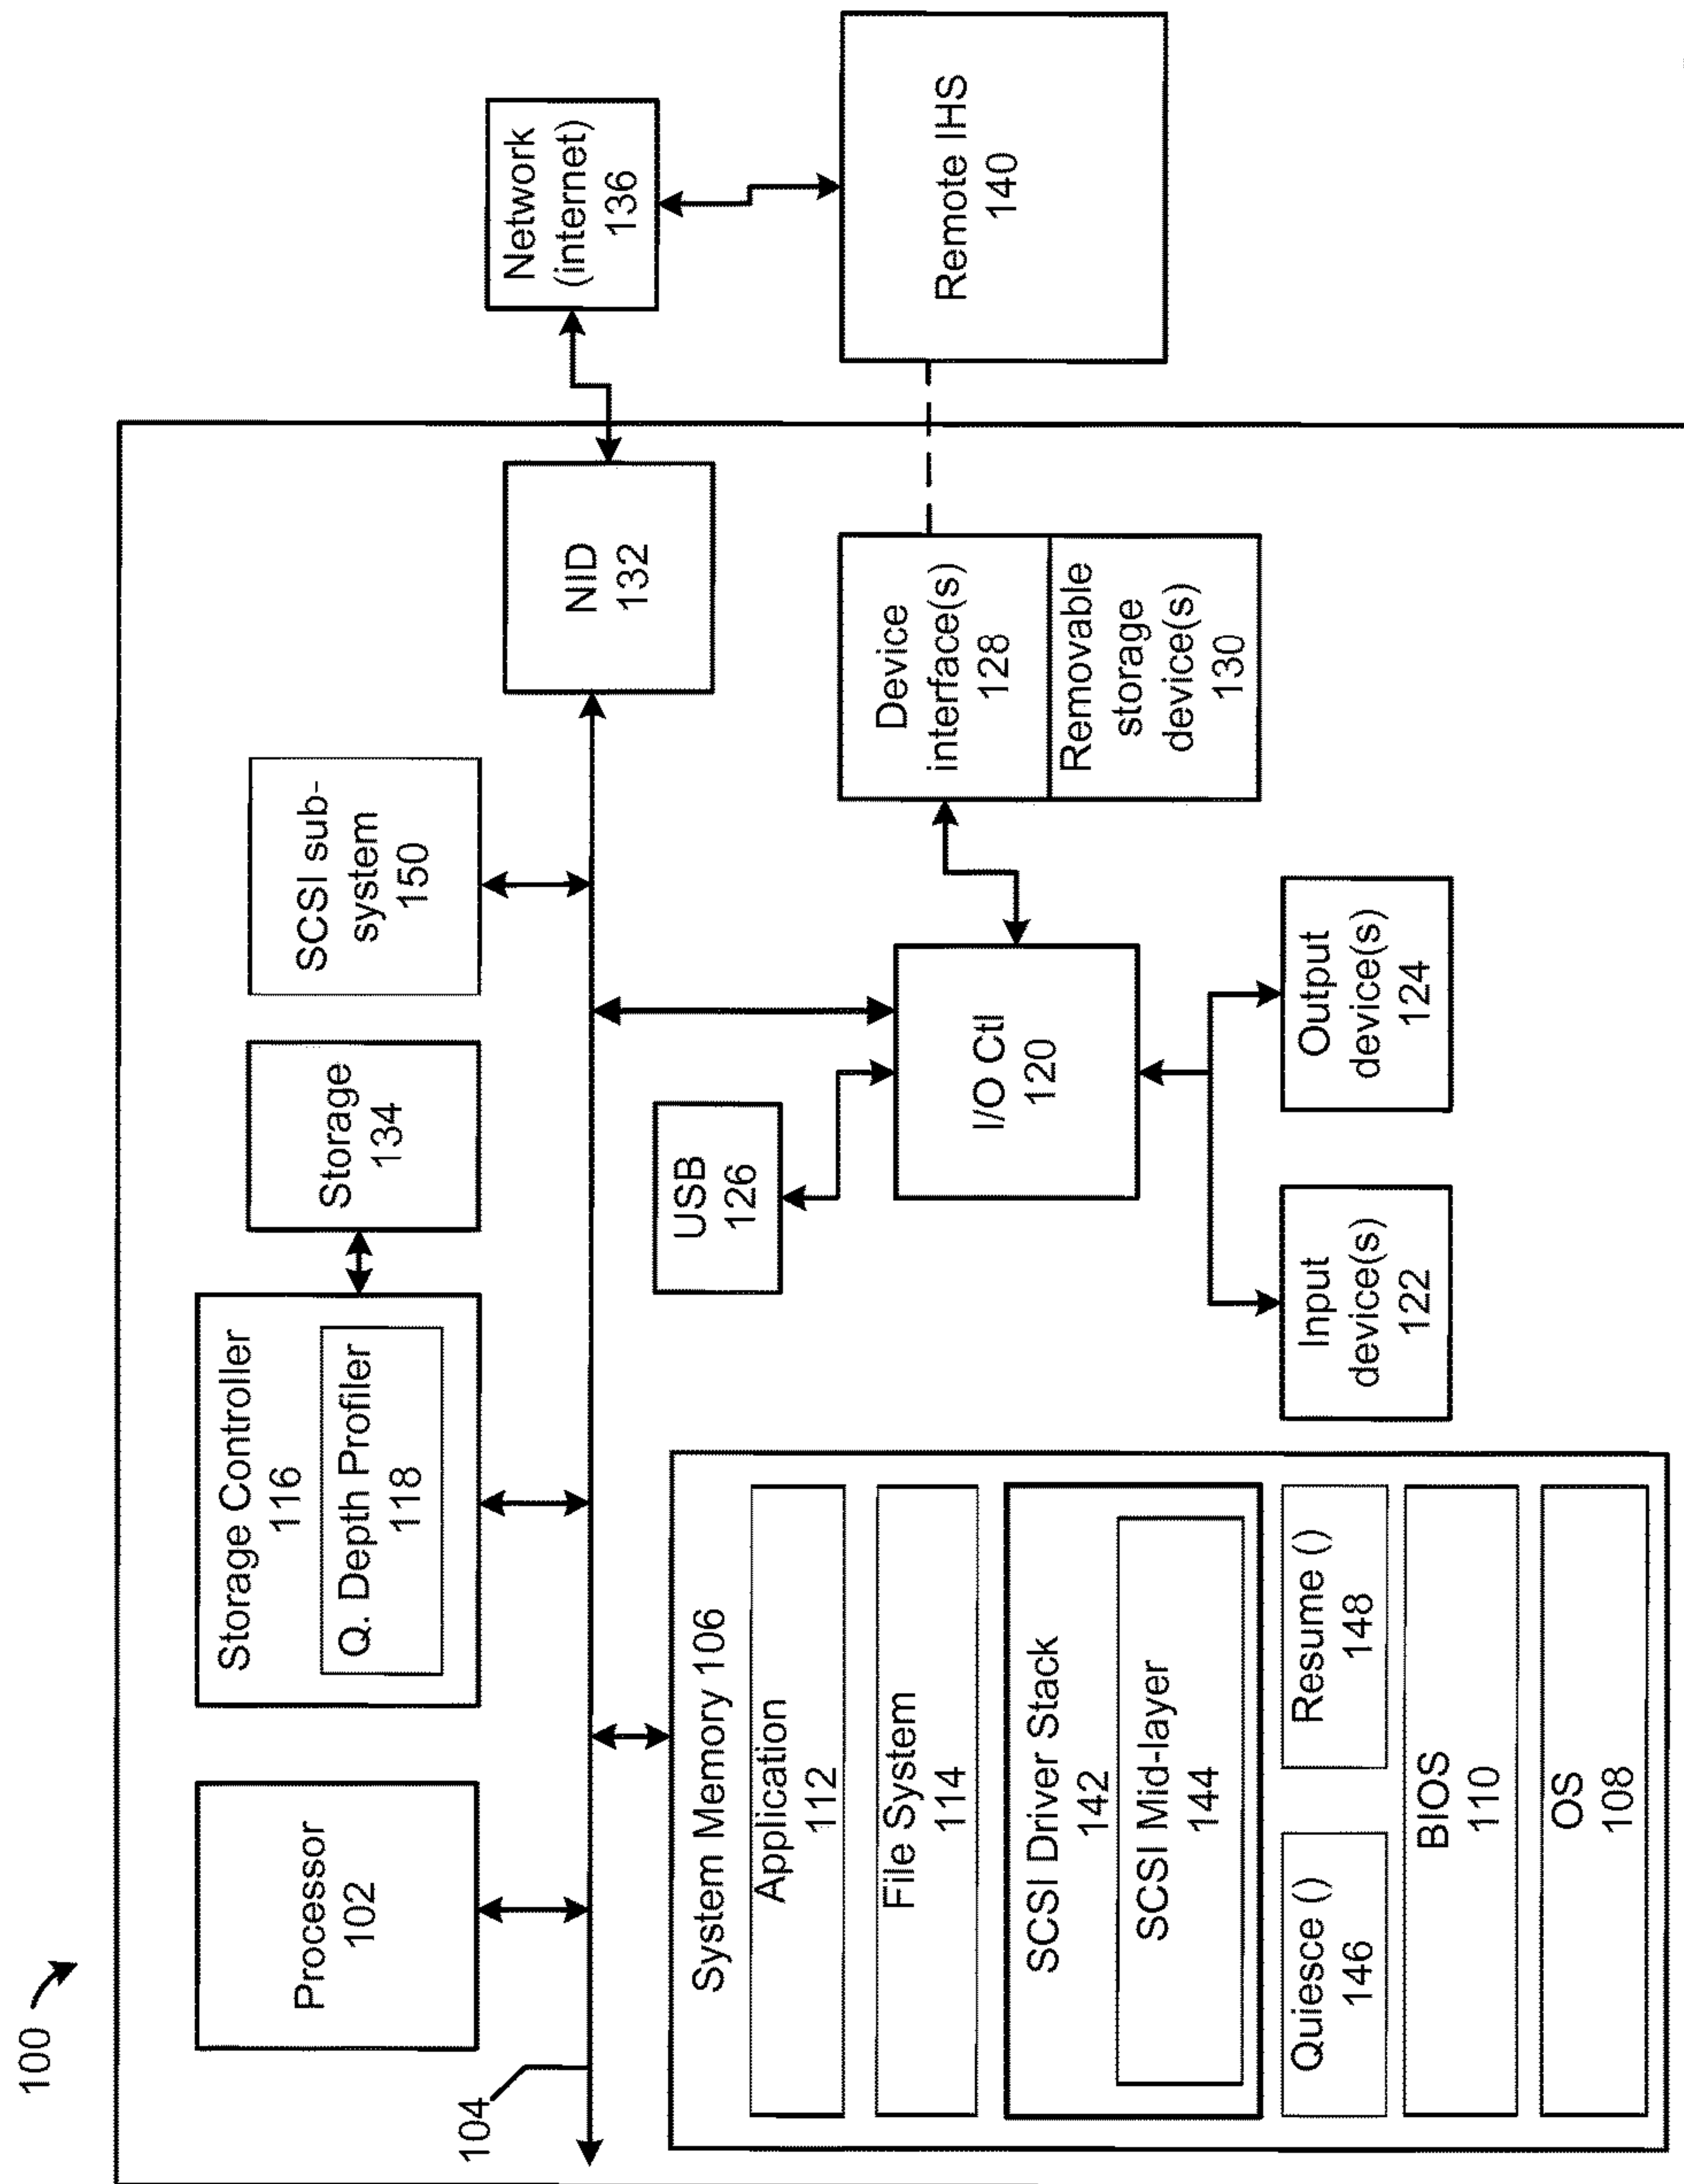 100
Processor
102
Storage Controller
116
Q. Depth Profiler
118
Storage
134
SCSI sub-
system
150
104
NID
132
Network
(internet)
136
System Memory 106
Application
112
File System
114
SCSI Driver Stack
142
SCSI Mid-layer
144
Quiesce ()
146
Resume ()
148
BIOS
110
OS
108
USB
126
I/O Ctl
120
Input
device(s)
122
Output
device(s)
124
Device
interface(s)
128
Removable
storage
device(s)
130
Remote IHS
140